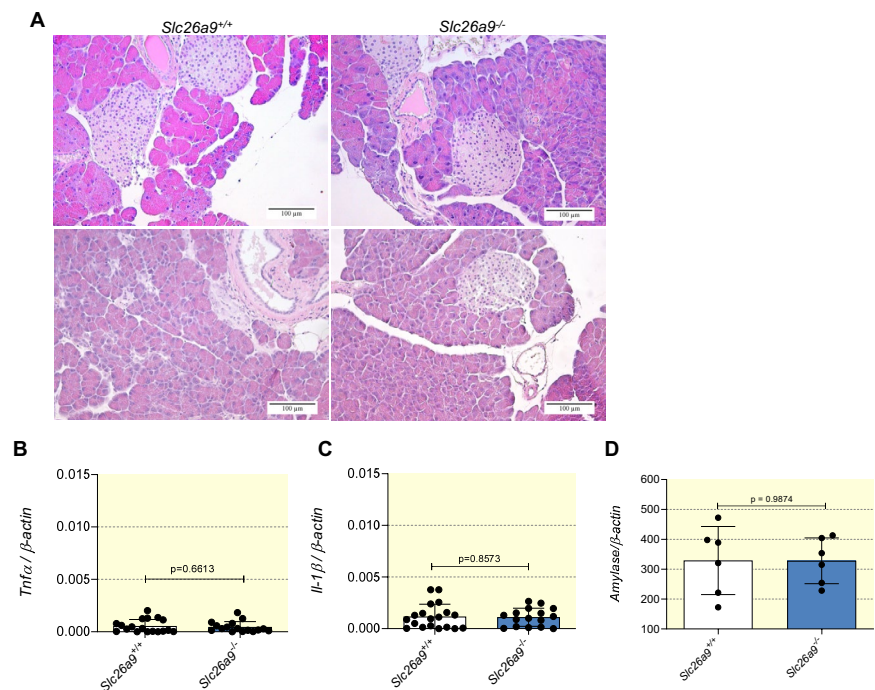 A
Slc26a9+/+
Slc26a9-/-
100 µm
100 µm
100 µm
100 µm
B
Tnfα / β-actin
0.015
0.010
0.005
0.000
p=0.6613
Slc26a9+/+
Slc26a9-/-
C
Il-1β / β-actin
0.015
0.010
0.005
0.000
p=0.8573
Slc26a9+/+
Slc26a9-/-
D
Amylase/β-actin
600
500
400
300
200
100
p = 0.9874
Slc26a9+/+
Slc26a9-/-